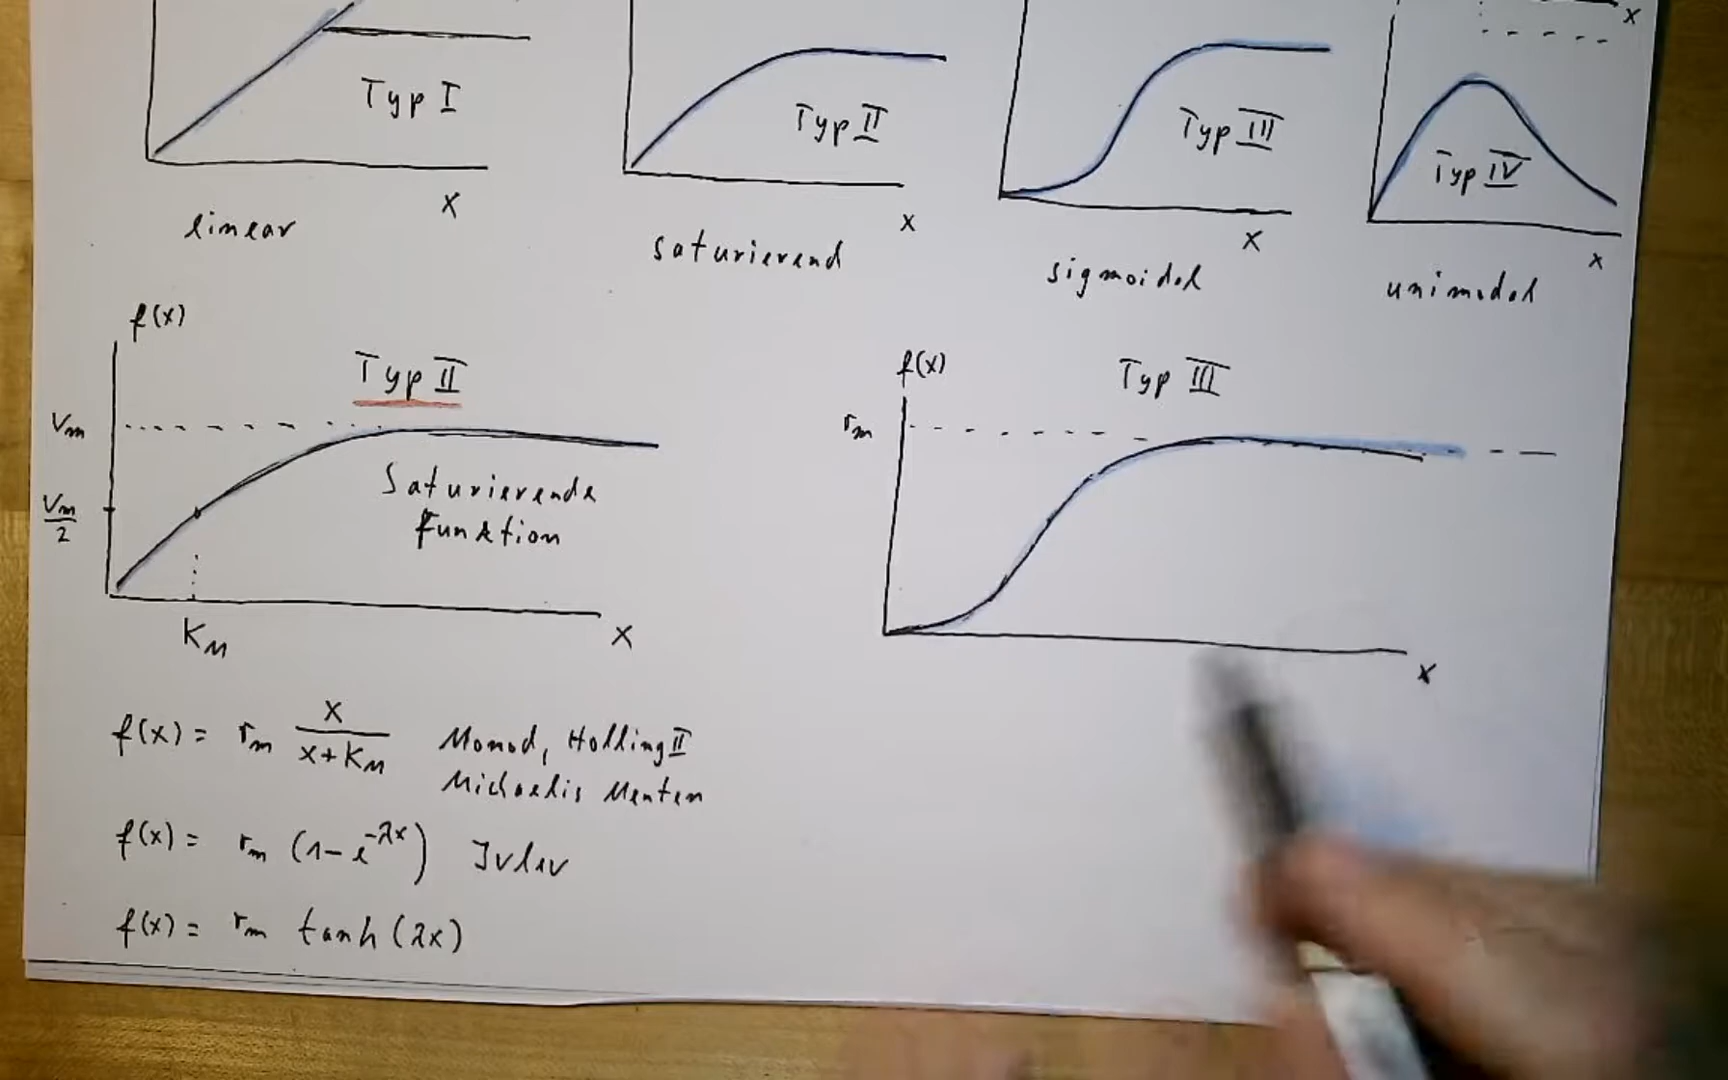 x
Typ I
Typ II
Typ III
Typ IV
x
x
x
x
linear
saturierend
sigmoidal
unimodal
f(x)
Typ II
Vm
Vm/2
Saturierende
Funktion
KM
x
f(x)
Typ III
rm
x
f(x) = rm x/(x+KM) Monod, Holling II
Michaelis Menten
f(x) = rm (1-e^-λx) Ivlev
f(x) = rm tanh(λx)